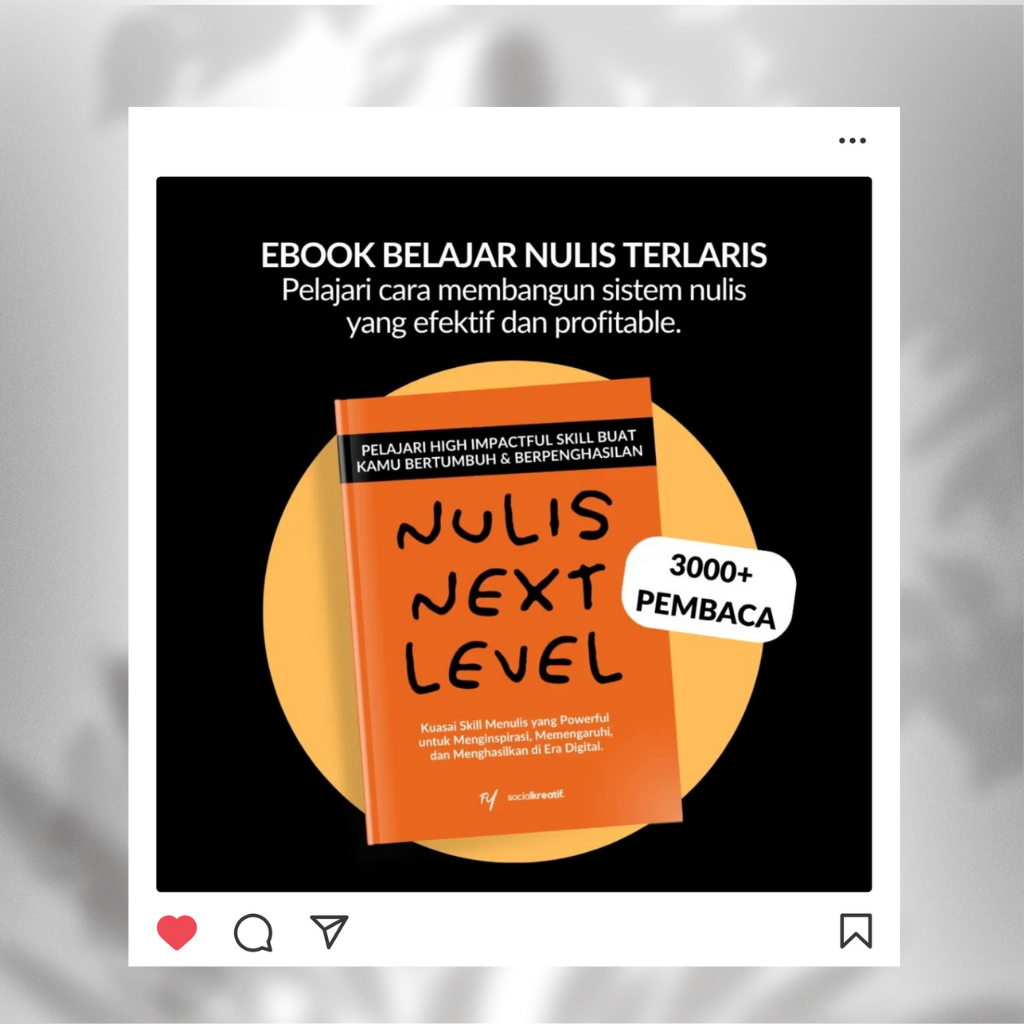 EBOOK BELAJAR NULIS TERLARIS
Pelajari cara membangun sistem nulis
yang efektif dan profitable.
PELAJARI HIGH IMPACTFUL SKILL BUAT
KAMU BERTUMBUH & BERPENGHASILAN
NULIS
NEXT
LEVEL
3000+
PEMBACA
Kuasai Skill Menulis yang Powerful
untuk Menginspirasi, Memengaruhi,
dan Menghasilkan di Era Digital.
FY socialkreatif.